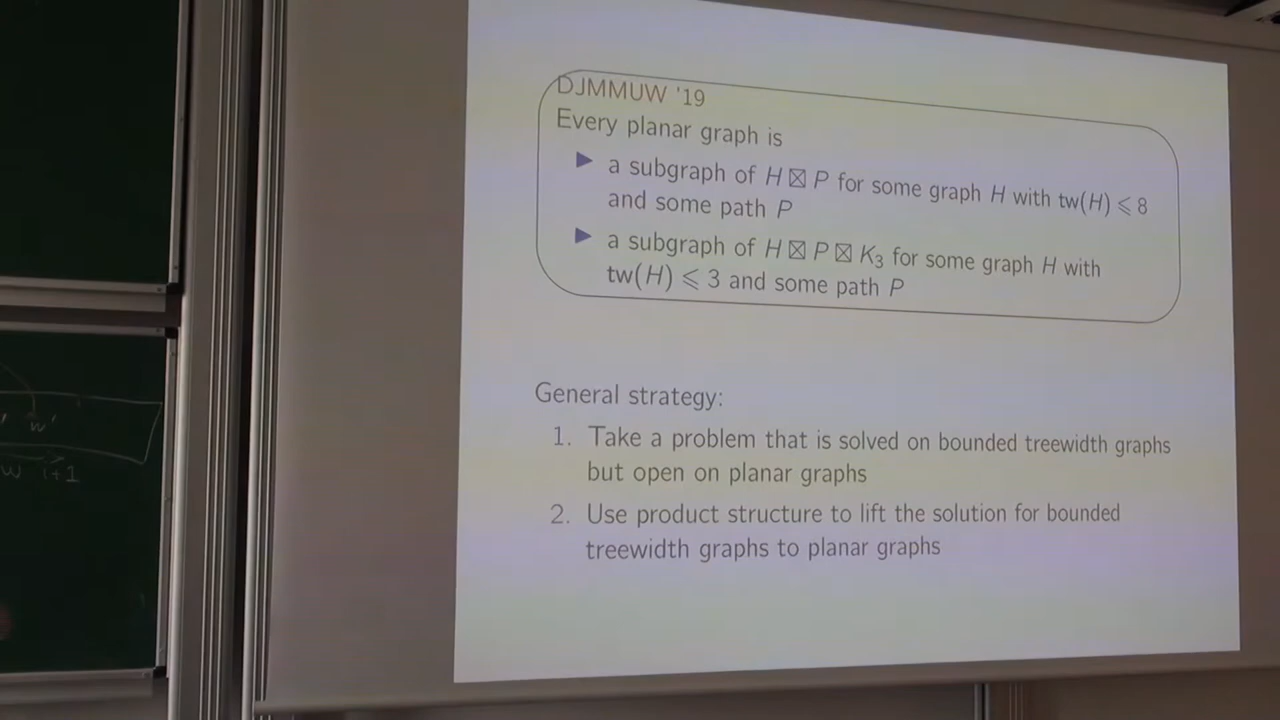 DJMMUW '19
Every planar graph is
▶ a subgraph of H ⊠ P for some graph H with tw(H) ⩽ 8
and some path P
▶ a subgraph of H ⊠ P ⊠ K₃ for some graph H with
tw(H) ⩽ 3 and some path P
General strategy:
1. Take a problem that is solved on bounded treewidth graphs
but open on planar graphs
2. Use product structure to lift the solution for bounded
treewidth graphs to planar graphs
w'
w i+1